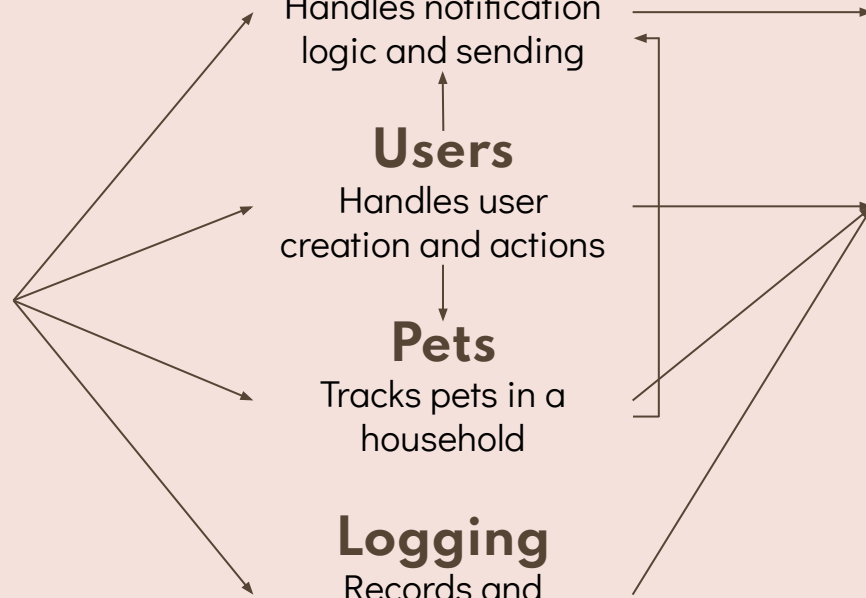 Handles notification
logic and sending
Users
Handles user
creation and actions
Pets
Tracks pets in a
household
Logging
Records and